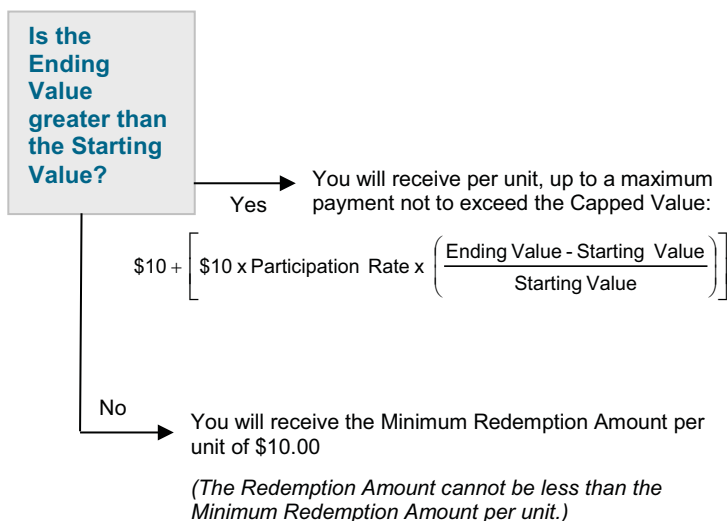 Is the
Ending
Value
greater than
the Starting
Value?
Yes
You will receive per unit, up to a maximum
payment not to exceed the Capped Value:
$10 + [ $10 x Participation Rate x ( Ending Value - Starting Value
Starting Value ) ]
No
You will receive the Minimum Redemption Amount per
unit of $10.00
(The Redemption Amount cannot be less than the
Minimum Redemption Amount per unit.)